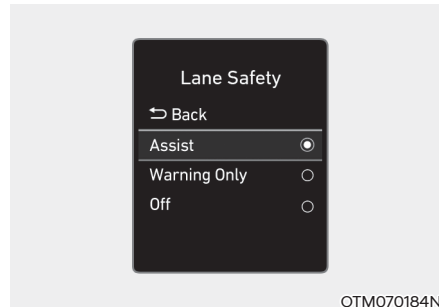 Lane Safety
Back
Assist
Warning Only
Off
OTM070184N